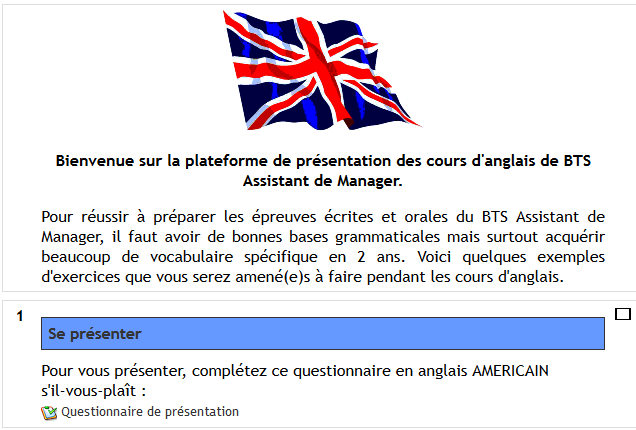 Bienvenue sur la plateforme de présentation des cours d'anglais de BTS
Assistant de Manager.
Pour réussir à préparer les épreuves écrites et orales du BTS Assistant de
Manager, il faut avoir de bonnes bases grammaticales mais surtout acquérir
beaucoup de vocabulaire spécifique en 2 ans. Voici quelques exemples
d'exercices que vous serez amené(e)s à faire pendant les cours d'anglais.
1
Se présenter
Pour vous présenter, complétez ce questionnaire en anglais AMERICAIN
s'il-vous-plaît :
Questionnaire de présentation